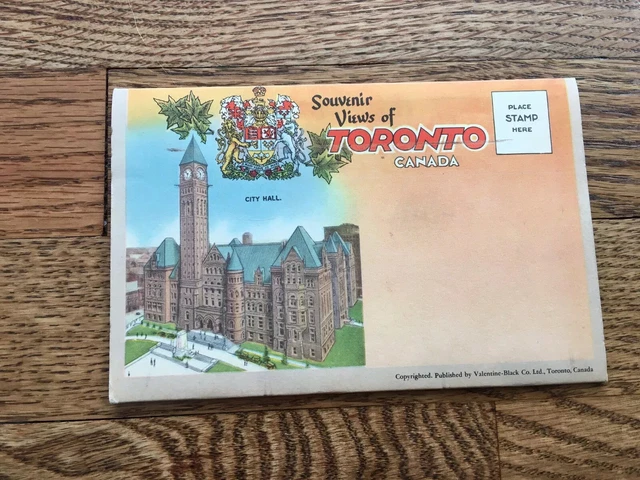 Souvenir
Views of
TORONTO
CANADA
PLACE
STAMP
HERE
CITY HALL.
Copyrighted. Published by Valentine-Black Co. Ltd., Toronto, Canada